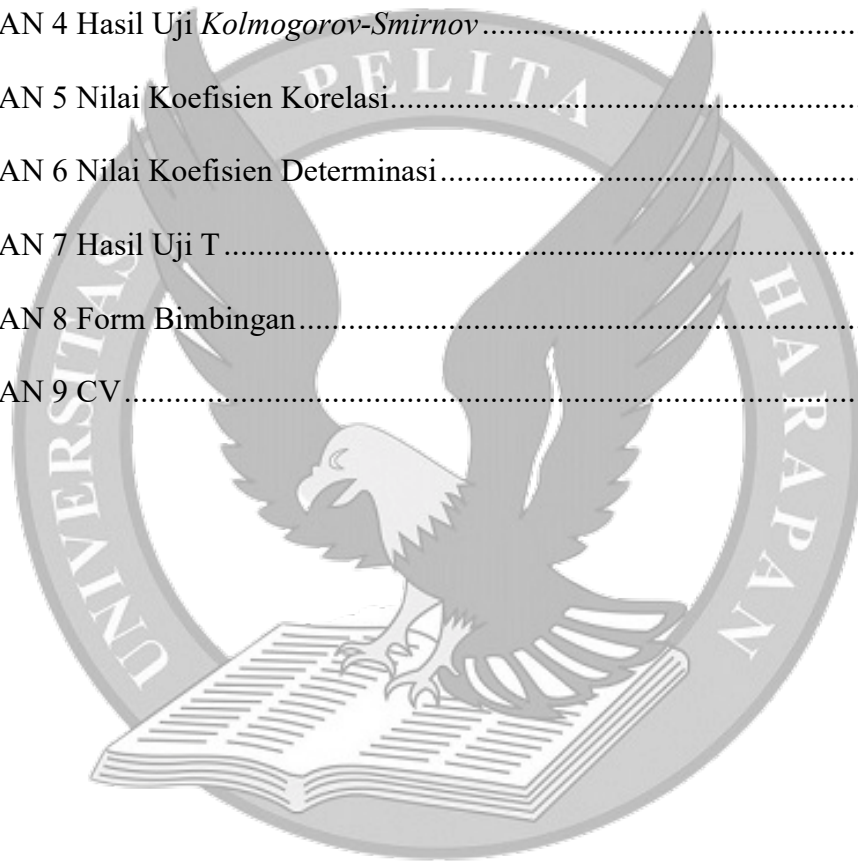 AN 4 Hasil Uji Kolmogorov-Smirnov........................................
AN 5 Nilai Koefisien Korelasi....................................................
AN 6 Nilai Koefisien Determinasi..............................................
AN 7 Hasil Uji T.........................................................................
AN 8 Form Bimbingan...............................................................
AN 9 CV.....................................................................................
UNIVERSITAS PELITA HARAPAN